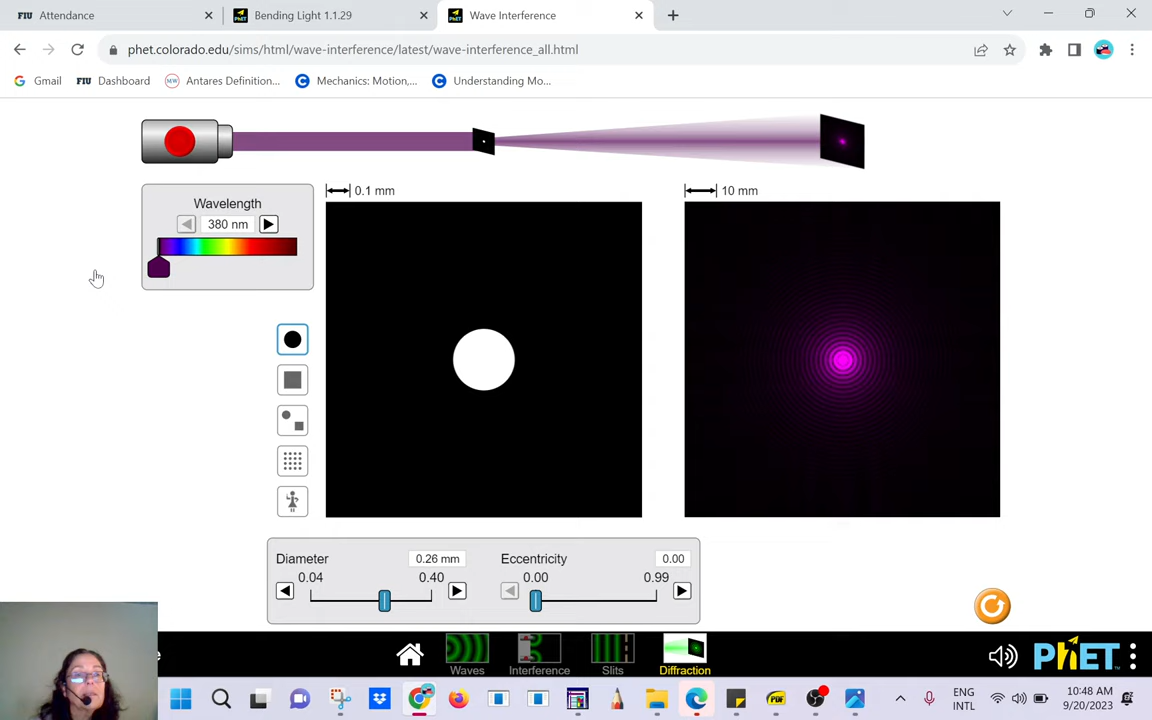 FIU Attendance
Bending Light 1.1.29
Wave Interference
phet.colorado.edu/sims/html/wave-interference/latest/wave-interference_all.html
Gmail
FIU Dashboard
Antares Definition...
Mechanics: Motion,...
Understanding Mo...
0.1 mm
10 mm
Wavelength
380 nm
Diameter
0.26 mm
0.04
0.40
Eccentricity
0.00
0.00
0.99
Waves
Interference
Slits
Diffraction
PhET
ENG
INTL
10:48 AM
9/20/2023